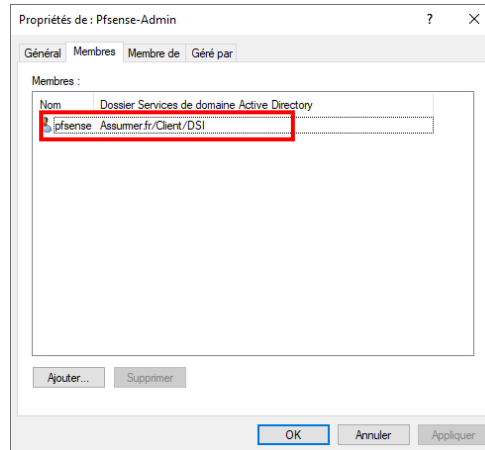 Propriétés de : Pfsense-Admin ? ×
Général Membres Membre de Géré par
Membres :
Nom Dossier Services de domaine Active Directory
pfsense Assurmer.fr/Client/DSI
Ajouter... Supprimer
OK Annuler Appliquer